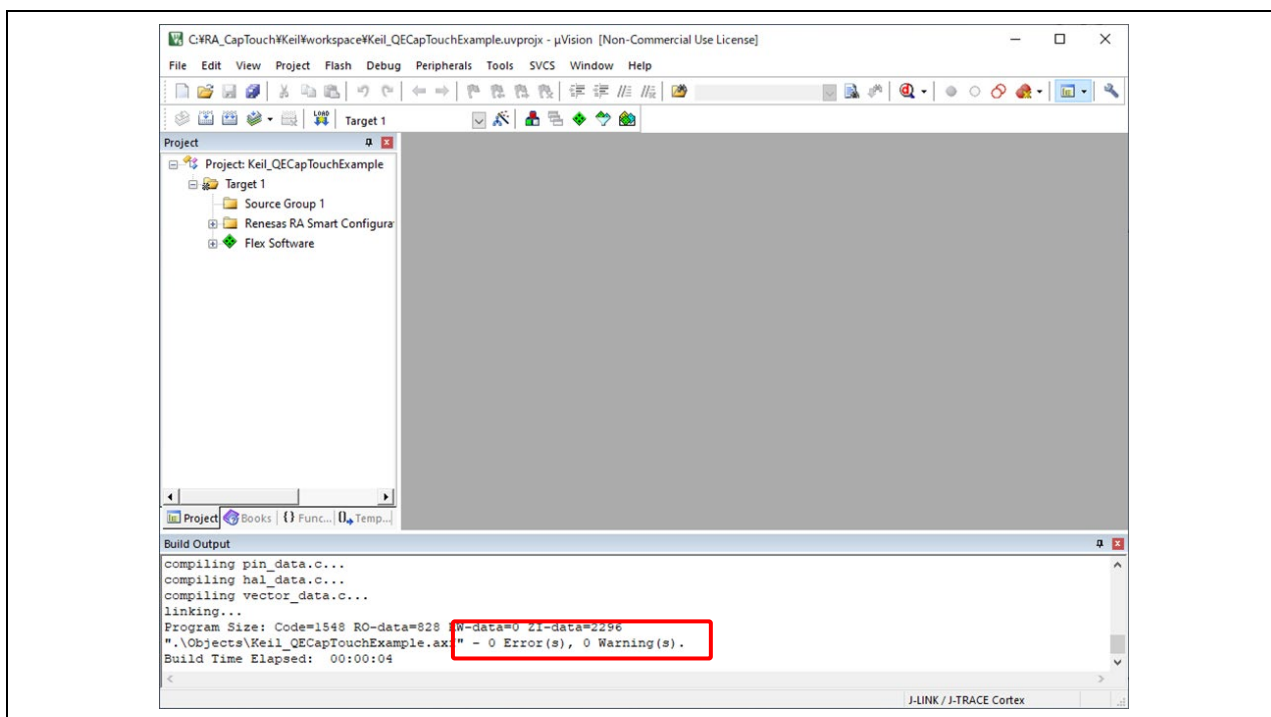 C:¥RA_CapTouch¥Keil¥workspace¥Keil_QECapTouchExample.uvprojx - µVision [Non-Commercial Use License]
File Edit View Project Flash Debug Peripherals Tools SVCS Window Help
LOAD Target 1
Project
Project: Keil_QECapTouchExample
Target 1
Source Group 1
Renesas RA Smart Configura
Flex Software
Project Books {} Func... 0 Temp...
Build Output
compiling pin_data.c...
compiling hal_data.c...
compiling vector_data.c...
linking...
Program Size: Code=1548 RO-data=828 RW-data=0 ZI-data=2296
".\Objects\Keil_QECapTouchExample.axf" - 0 Error(s), 0 Warning(s).
Build Time Elapsed: 00:00:04
J-LINK / J-TRACE Cortex